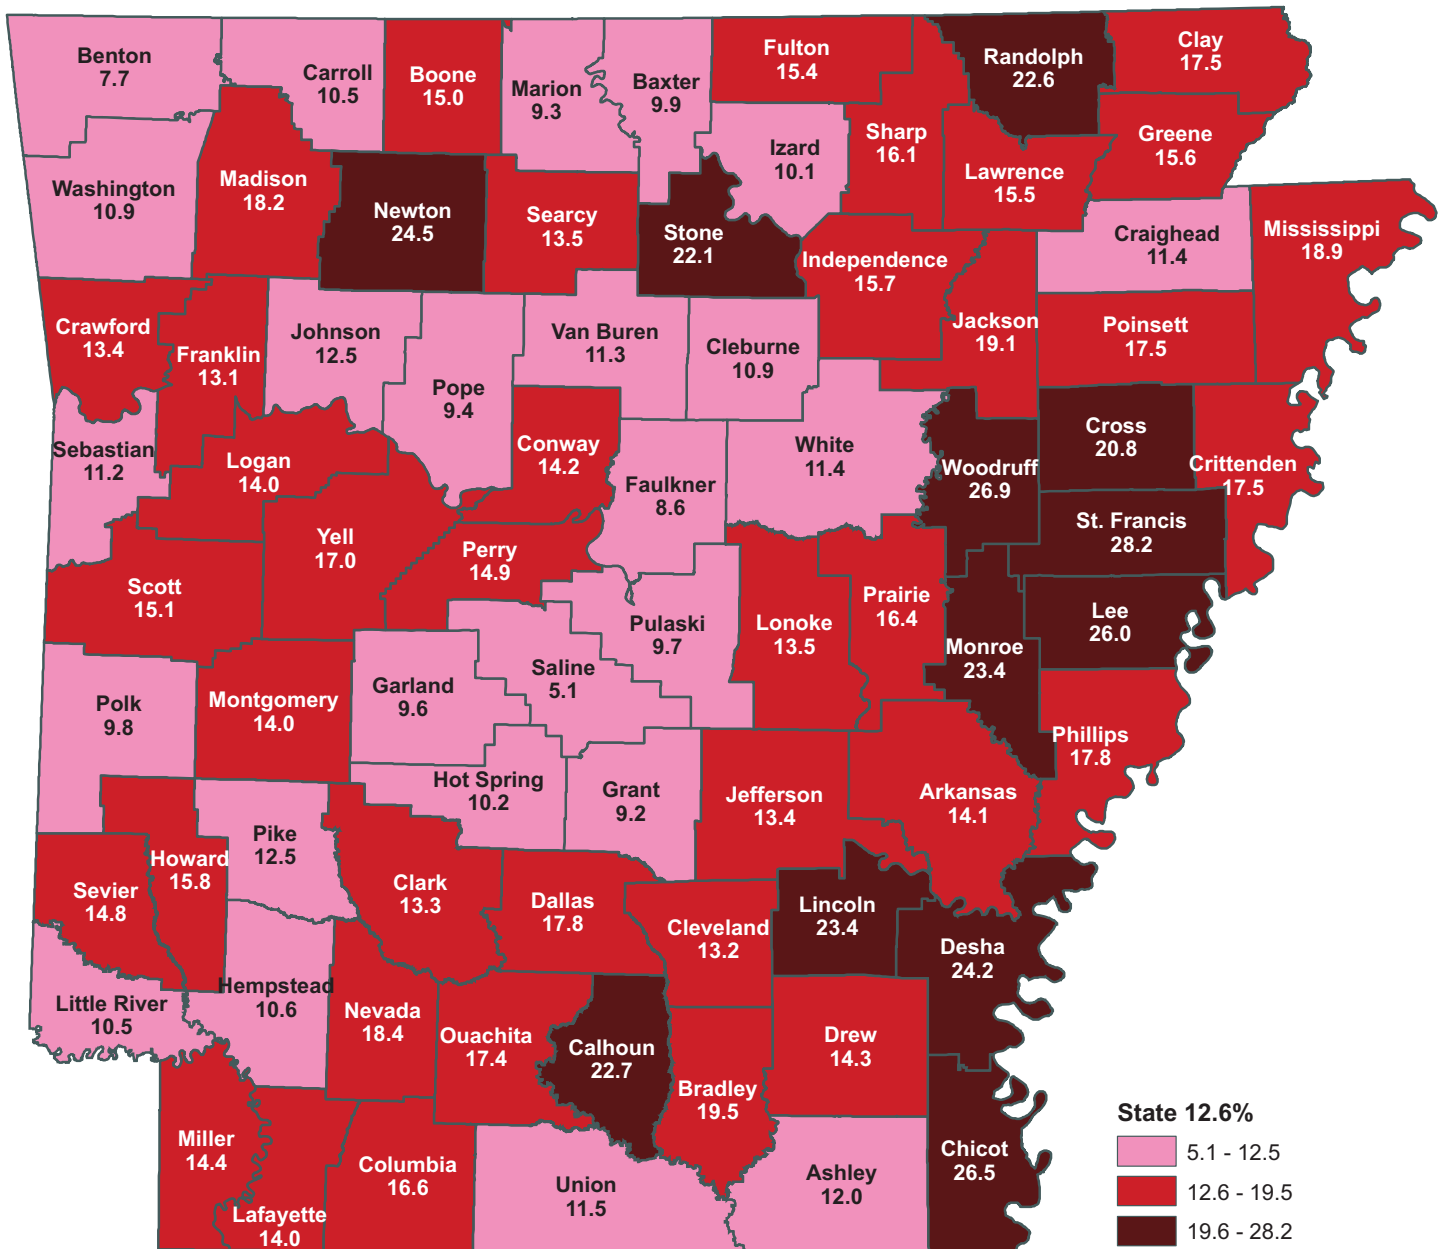 Benton
7.7
Carroll
10.5
Boone
15.0
Marion
9.3
Baxter
9.9
Fulton
15.4
Randolph
22.6
Clay
17.5
Washington
10.9
Madison
18.2
Newton
24.5
Searcy
13.5
Stone
22.1
Izard
10.1
Sharp
16.1
Lawrence
15.5
Greene
15.6
Independence
15.7
Craighead
11.4
Mississippi
18.9
Crawford
13.4
Franklin
13.1
Johnson
12.5
Pope
9.4
Van Buren
11.3
Cleburne
10.9
Jackson
19.1
Poinsett
17.5
Sebastian
11.2
Logan
14.0
Conway
14.2
Faulkner
8.6
White
11.4
Woodruff
26.9
Cross
20.8
Crittenden
17.5
Scott
15.1
Yell
17.0
Perry
14.9
St. Francis
28.2
Pulaski
9.7
Lonoke
13.5
Prairie
16.4
Monroe
23.4
Lee
26.0
Polk
9.8
Montgomery
14.0
Garland
9.6
Saline
5.1
Phillips
17.8
Hot Spring
10.2
Grant
9.2
Jefferson
13.4
Arkansas
14.1
Sevier
14.8
Howard
15.8
Pike
12.5
Clark
13.3
Dallas
17.8
Cleveland
13.2
Lincoln
23.4
Desha
24.2
Little River
10.5
Hempstead
10.6
Nevada
18.4
Ouachita
17.4
Calhoun
22.7
Bradley
19.5
Drew
14.3
Miller
14.4
Lafayette
14.0
Columbia
16.6
Union
11.5
Ashley
12.0
Chicot
26.5
State 12.6%
5.1 - 12.5
12.6 - 19.5
19.6 - 28.2